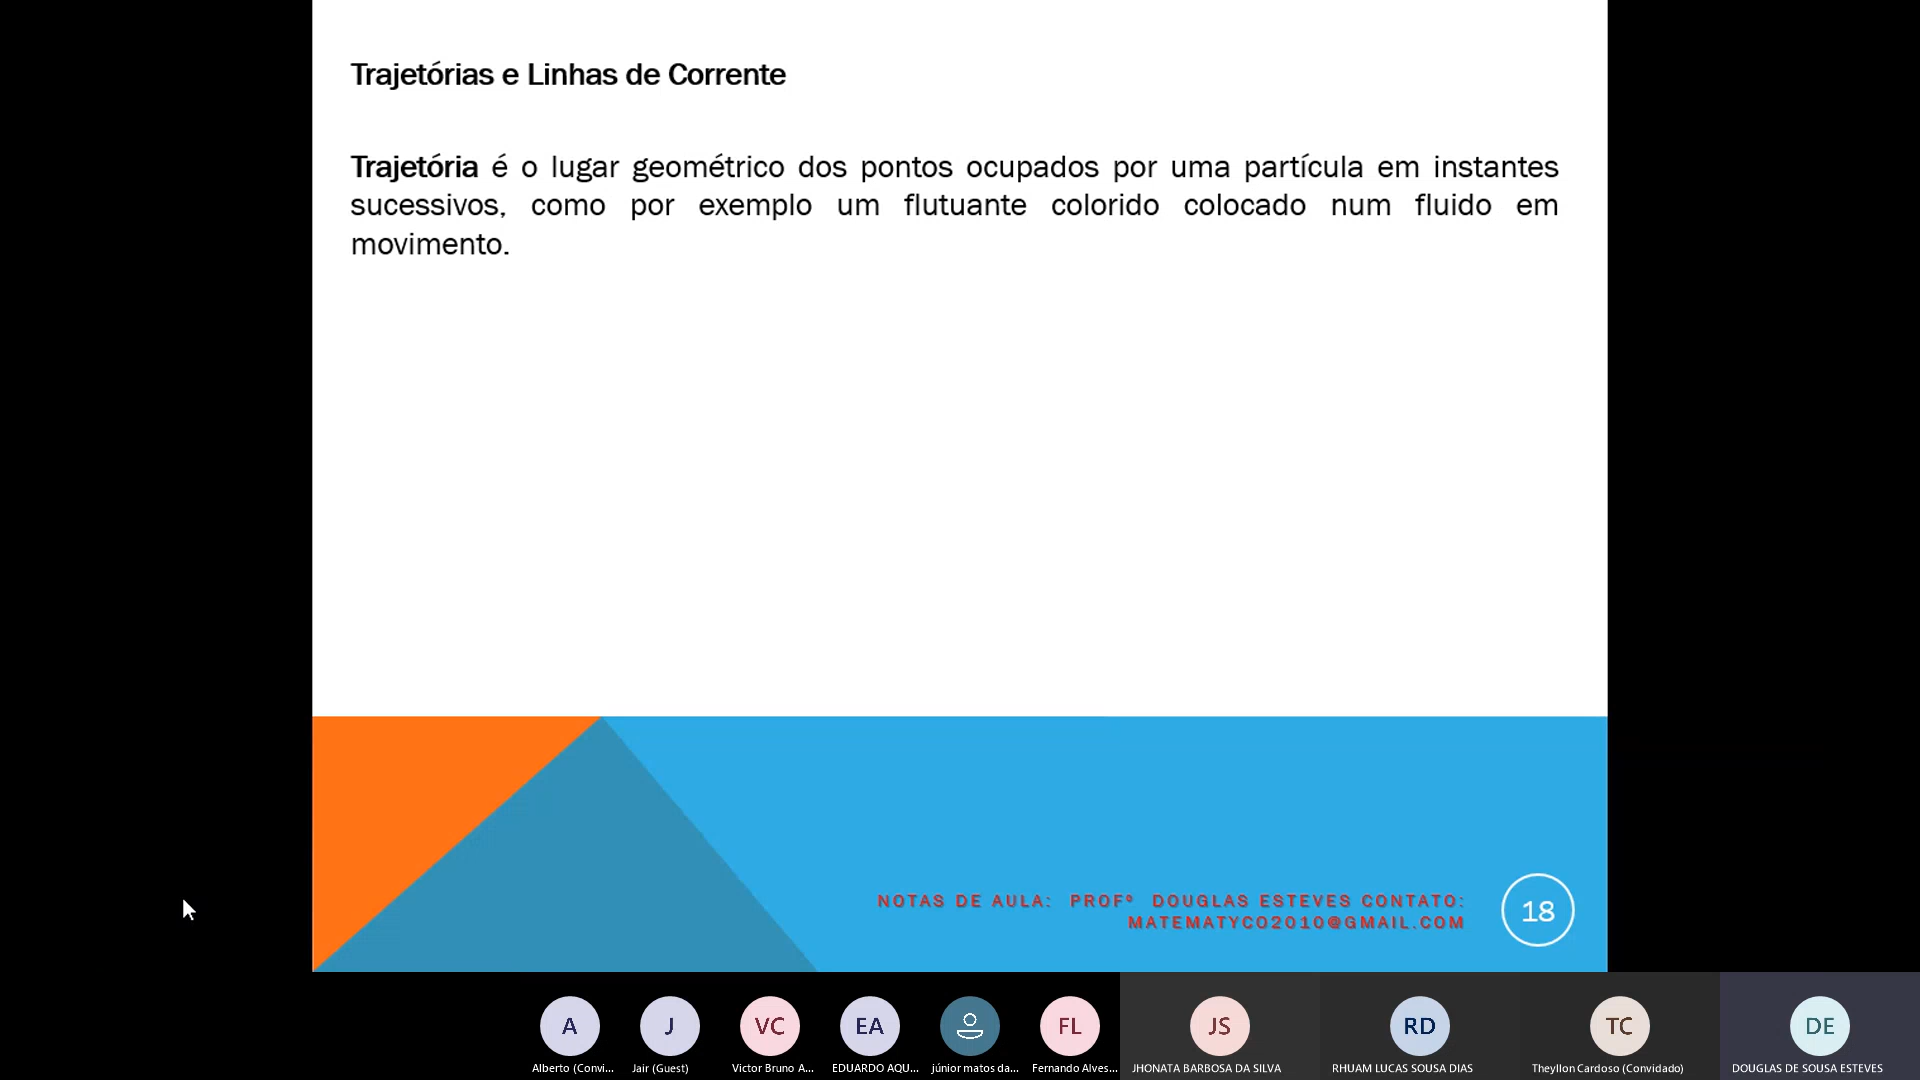 Trajetórias e Linhas de Corrente
Trajetória é o lugar geométrico dos pontos ocupados por uma partícula em instantes
sucessivos, como por exemplo um flutuante colorido colocado num fluido em
movimento.
NOTAS DE AULA: PROFº DOUGLAS ESTEVES CONTATO:
MATEMATYCO2010@GMAIL.COM
18
A
J
VC
EA
FL
JS
RD
TC
DE
Alberto (Convi...
Jair (Guest)
Victor Bruno A...
EDUARDO AQU...
júnior matos da...
Fernando Alves...
JHONATA BARBOSA DA SILVA
RHUAM LUCAS SOUSA DIAS
Theyllon Cardoso (Convidado)
DOUGLAS DE SOUSA ESTEVES